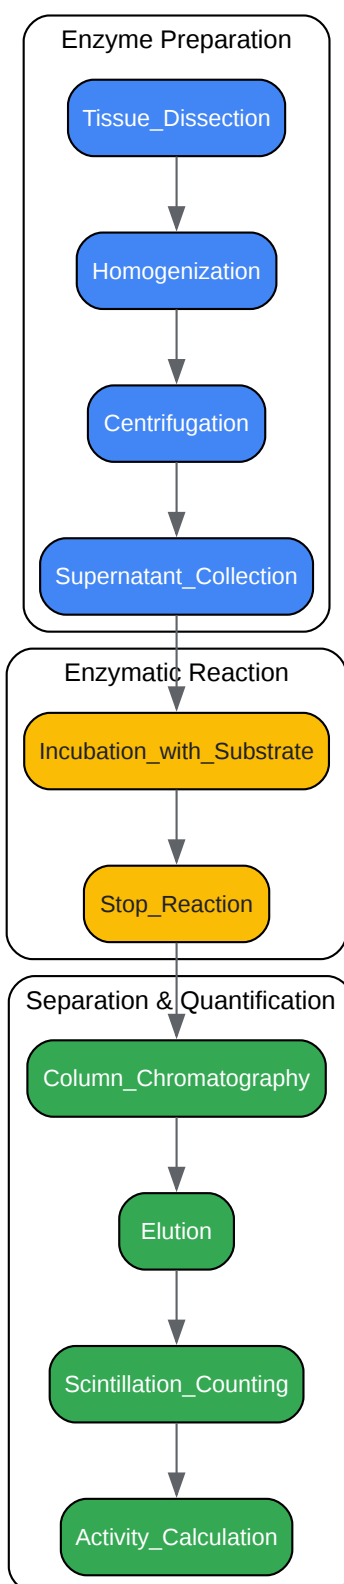 Enzyme Preparation
Tissue_Dissection
Homogenization
Centrifugation
Supernatant_Collection
Enzymatic Reaction
Incubation_with_Substrate
Stop_Reaction
Separation & Quantification
Column_Chromatography
Elution
Scintillation_Counting
Activity_Calculation